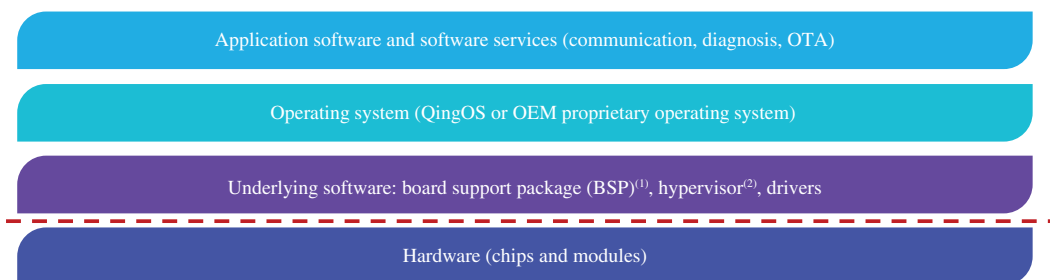 Application software and software services (communication, diagnosis, OTA)
Operating system (QingOS or OEM proprietary operating system)
Underlying software: board support package (BSP)(1), hypervisor(2), drivers
Hardware (chips and modules)